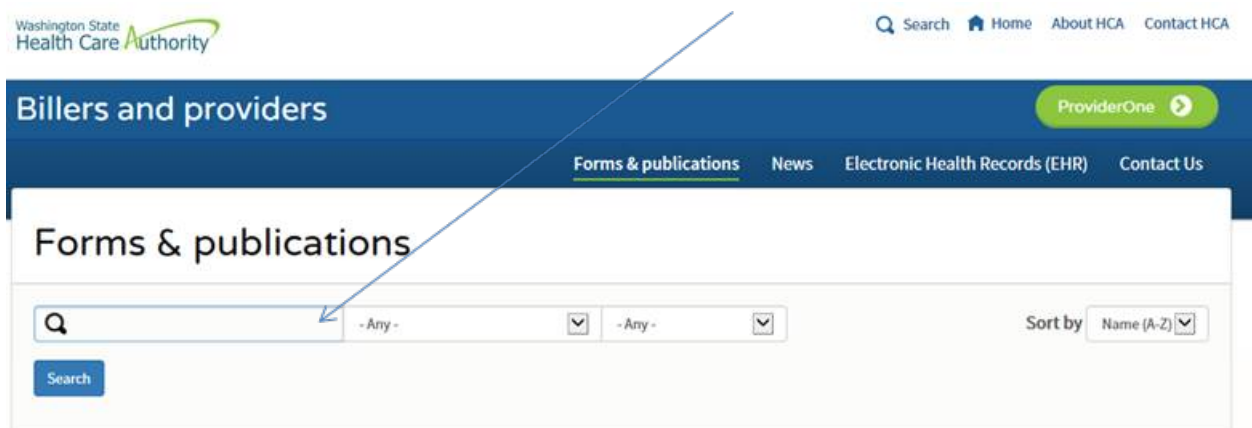 Washington State
Health Care Authority
Search Home About HCA Contact HCA
Billers and providers
ProviderOne
Forms & publications News Electronic Health Records (EHR) Contact Us
Forms & publications
- Any - - Any - Sort by Name (A-Z)
Search